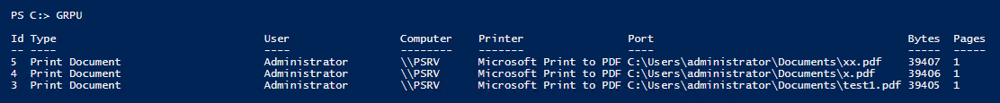 PS C:> GRPU
Id Type User Computer Printer Port Bytes Pages
-- ---- ---- -------- ------- ---- ----- -----
5 Print Document Administrator \\PSRV Microsoft Print to PDF C:\Users\administrator\Documents\xx.pdf 39407 1
4 Print Document Administrator \\PSRV Microsoft Print to PDF C:\Users\administrator\Documents\x.pdf 39406 1
3 Print Document Administrator \\PSRV Microsoft Print to PDF C:\Users\administrator\Documents\test1.pdf 39405 1